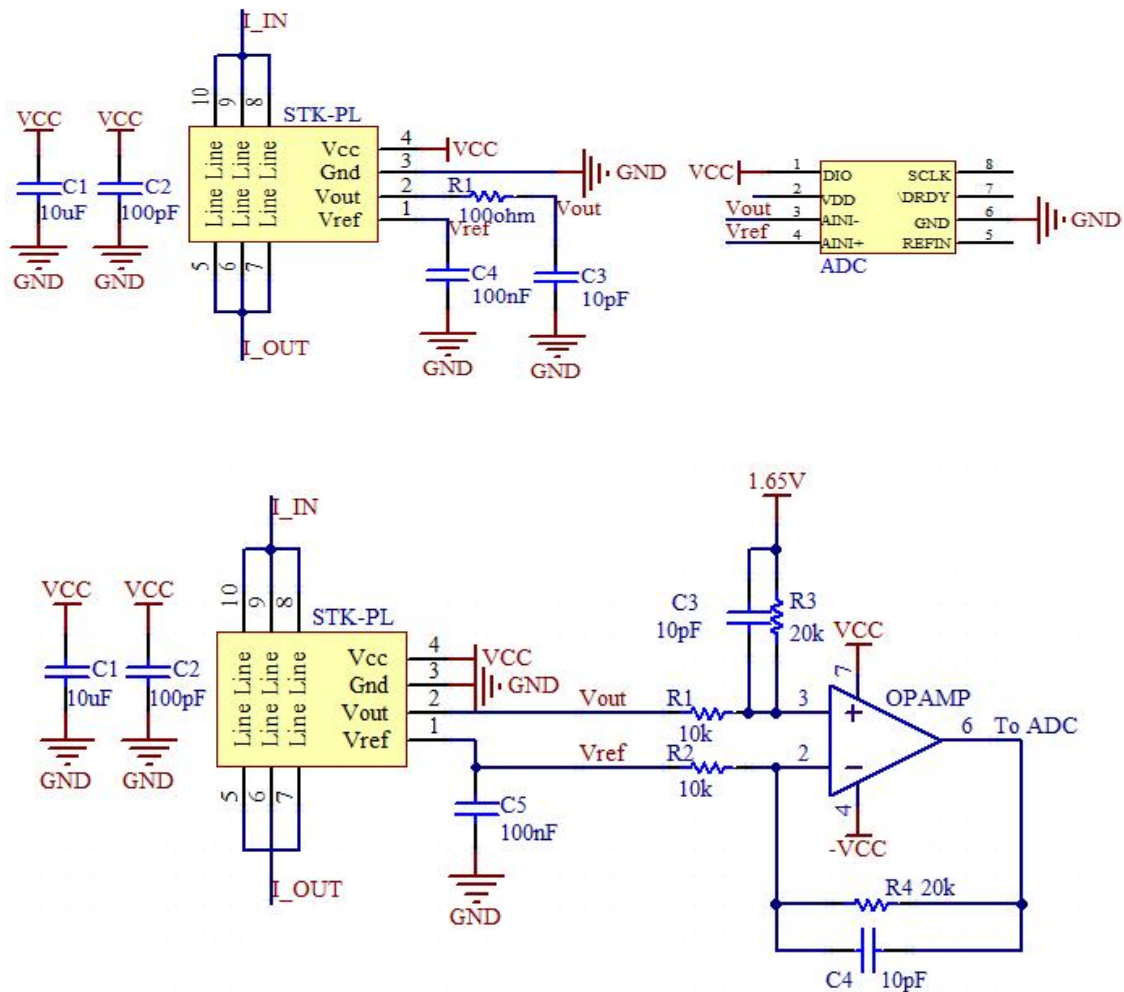 I_IN
10 9 8
STK-PL
VCC VCC
C1 C2
10uF 100pF
GND GND
Line Line Line Line Line Line
Vcc 4 VCC
Gnd 3 GND
Vout 2 R1
100ohm Vout
Vref 1 Vref
C4 C3
100nF 10pF
5 6 7
GND GND
I_OUT
VCC 1 DIO SCLK 8
2 VDD \DRDY 7
Vout 3 AINI- GND 6 GND
Vref 4 AINI+ REFIN 5
ADC
I_IN
10 9 8
STK-PL
VCC VCC
C1 C2
10uF 100pF
GND GND
Line Line Line Line Line Line
Vcc 4 VCC
Gnd 3 GND
Vout 2 Vout R1
10k
Vref 1 Vref R2
10k
5 6 7
C5
100nF
GND
I_OUT
1.65V
C3 R3
10pF 20k
VCC
7
3 + OPAMP
6 To ADC
2 −
4
-VCC
R4 20k
C4 10pF